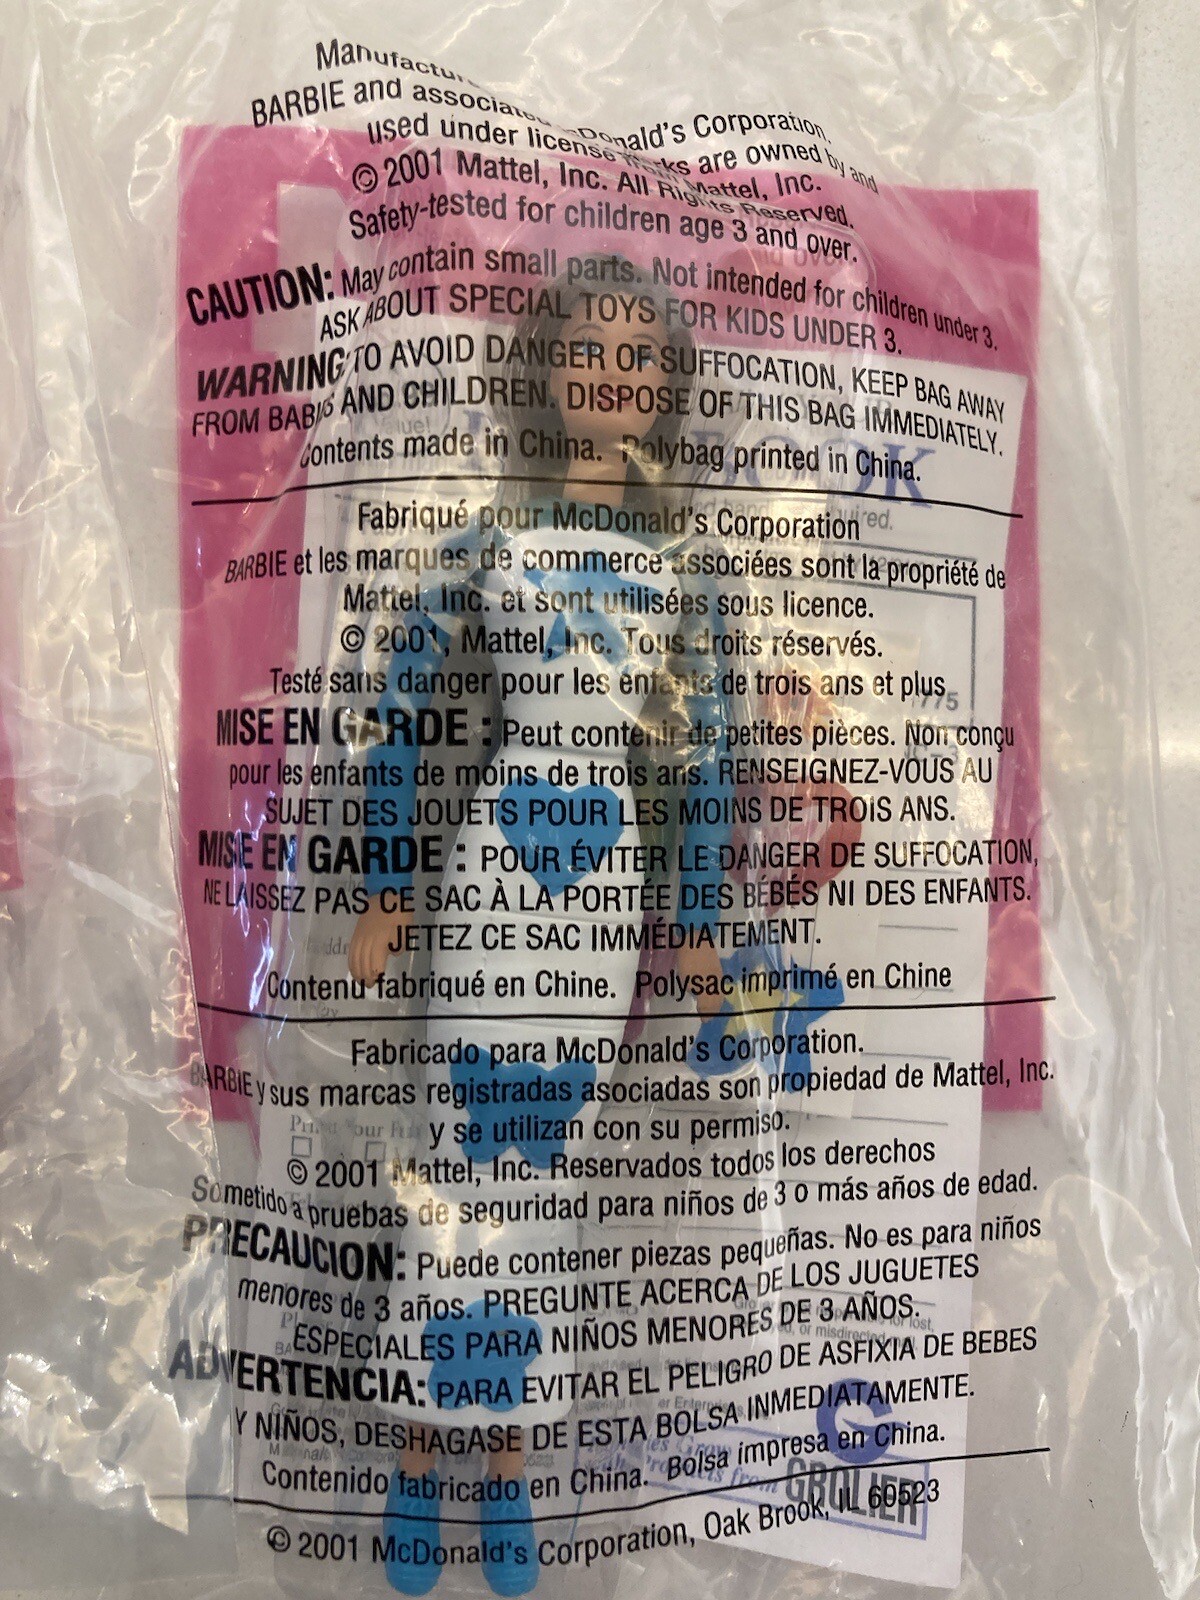 Manufactu
BARBIE and associa Donald's Corporation.
used under license ks are owned by and
© 2001 Mattel, Inc. All Rights Mattel, Inc.
Reserved.
Safety-tested for children age 3 and over.
CAUTION: May contain small parts. Not intended for children under 3.
ASK ABOUT SPECIAL TOYS FOR KIDS UNDER 3.
WARNING TO AVOID DANGER OF SUFFOCATION, KEEP BAG AWAY
FROM BABIS AND CHILDREN. DISPOSE OF THIS BAG IMMEDIATELY.
Contents made in China. Polybag printed in China.
BOOK
Fabriqué pour McDonald's Corporation
BARBIE et les marques de commerce associées sont la propriété de
Mattel, Inc. et sont utilisées sous licence.
© 2001, Mattel, Inc. Tous droits réservés.
Testé sans danger pour les enfants de trois ans et plus
MISE EN GARDE : Peut contenir de petites pièces. Non conçu
pour les enfants de moins de trois ans. RENSEIGNEZ-VOUS AU
SUJET DES JOUETS POUR LES MOINS DE TROIS ANS.
MISE EN GARDE : POUR ÉVITER LE DANGER DE SUFFOCATION,
NE LAISSEZ PAS CE SAC À LA PORTÉE DES BÉBÉS NI DES ENFANTS.
JETEZ CE SAC IMMÉDIATEMENT.
Contenu fabriqué en Chine. Polysac imprimé en Chine
Fabricado para McDonald's Corporation.
BARBIE y sus marcas registradas asociadas son propiedad de Mattel, Inc.
y se utilizan con su permiso.
© 2001 Mattel, Inc. Reservados todos los derechos
Sometido a pruebas de seguridad para niños de 3 o más años de edad.
PRECAUCION: Puede contener piezas pequeñas. No es para niños
menores de 3 años. PREGUNTE ACERCA DE LOS JUGUETES
ESPECIALES PARA NIÑOS MENORES DE 3 AÑOS.
or misdirected mail
ADVERTENCIA: PARA EVITAR EL PELIGRO DE ASFIXIA DE BEBES
Y NIÑOS, DESHAGASE DE ESTA BOLSA INMEDIATAMENTE.
Contenido fabricado en China. Bolsa impresa en China.
GROLIER
© 2001 McDonald's Corporation, Oak Brook, IL 60523